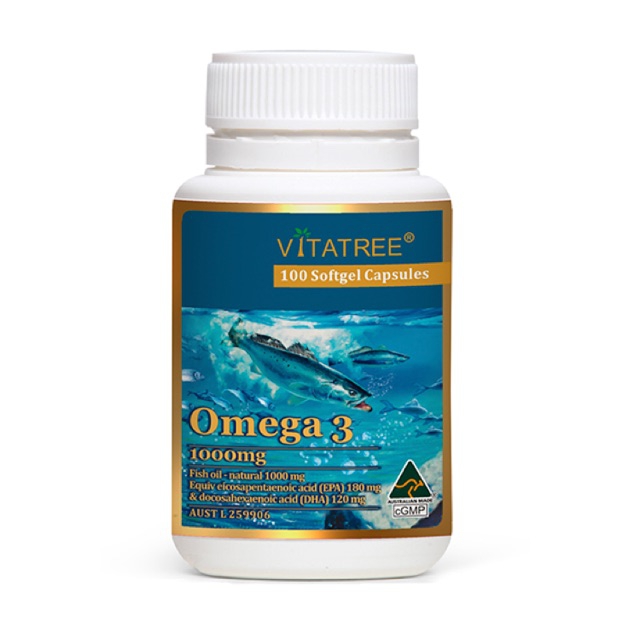 VITATREE®
100 Softgel Capsules
Omega 3
1000mg
Fish oil - natural 1000 mg
Equiv eicosapentaenoic acid (EPA) 180 mg
& docosahexaenoic acid (DHA) 120 mg
AUST L 259906
AUSTRALIAN MADE
cGMP